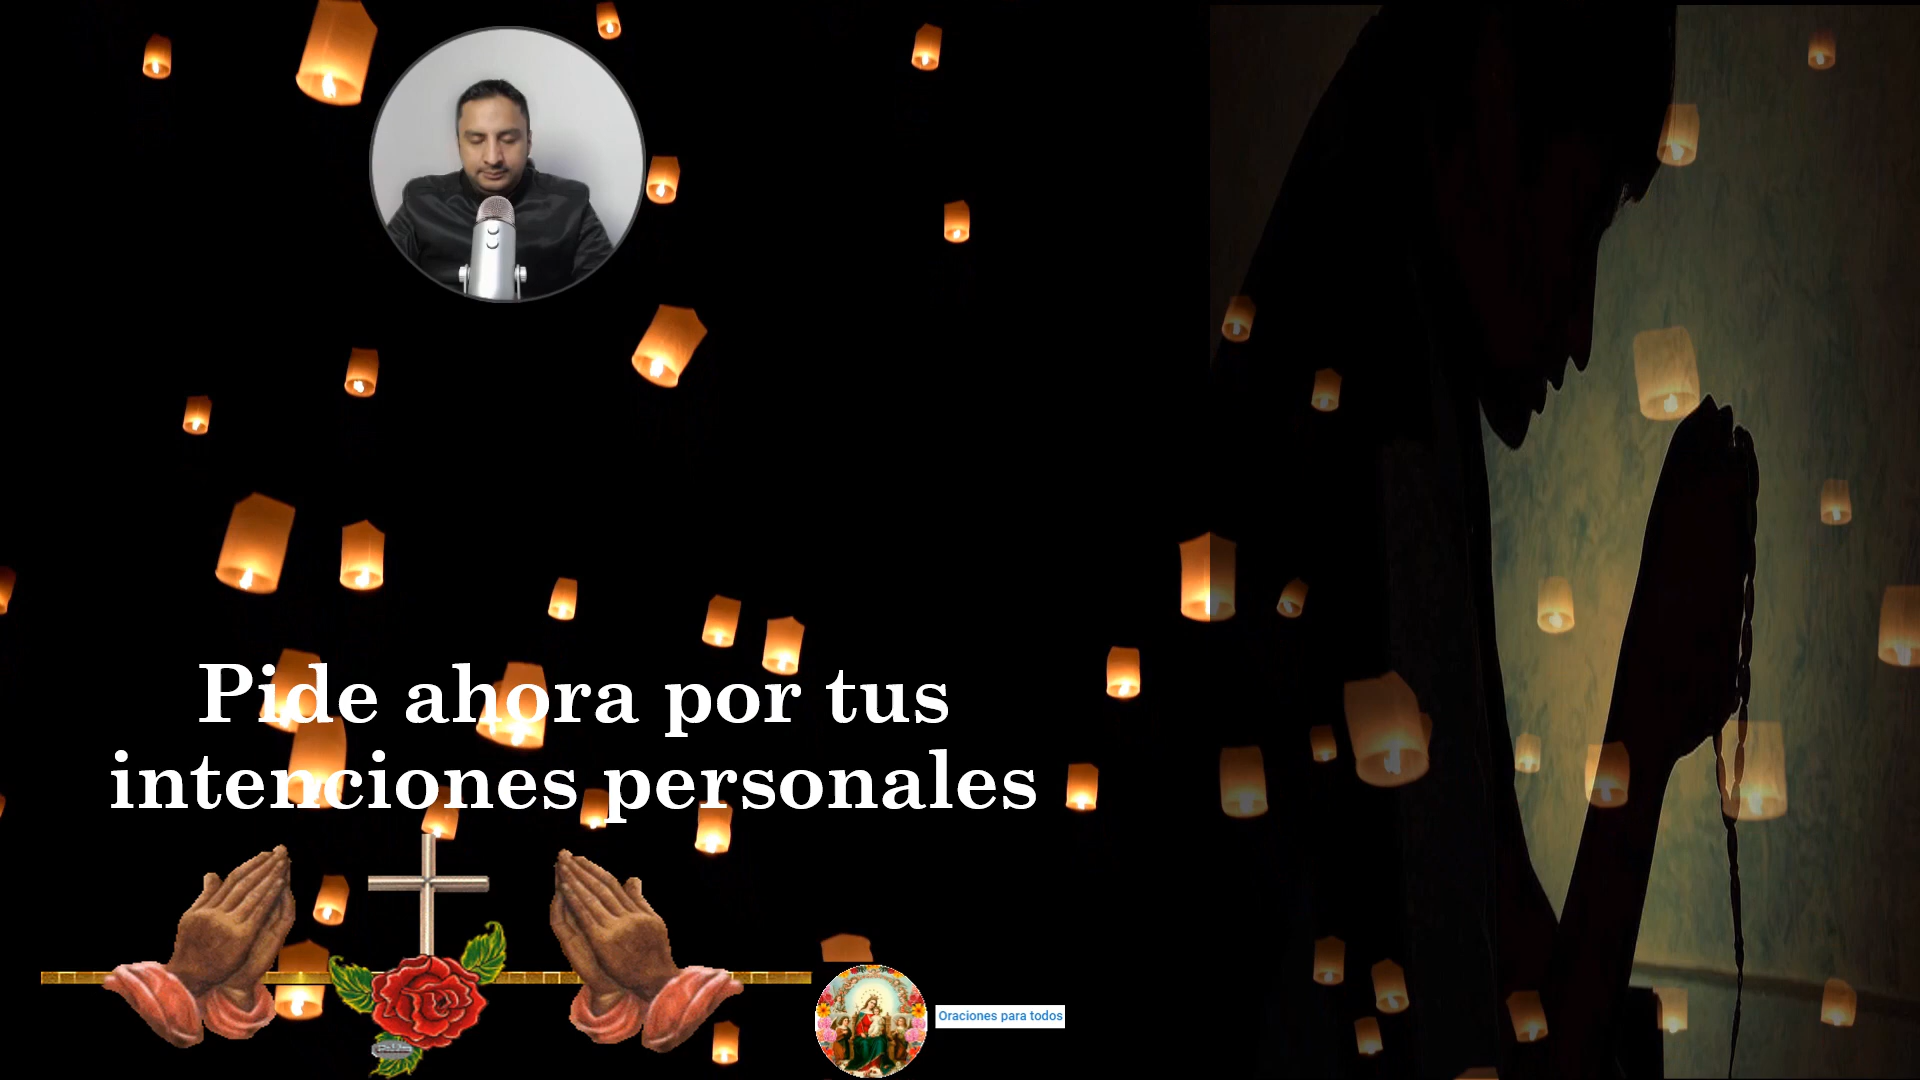 Pide ahora por tus
intenciones personales
Oraciones para todos